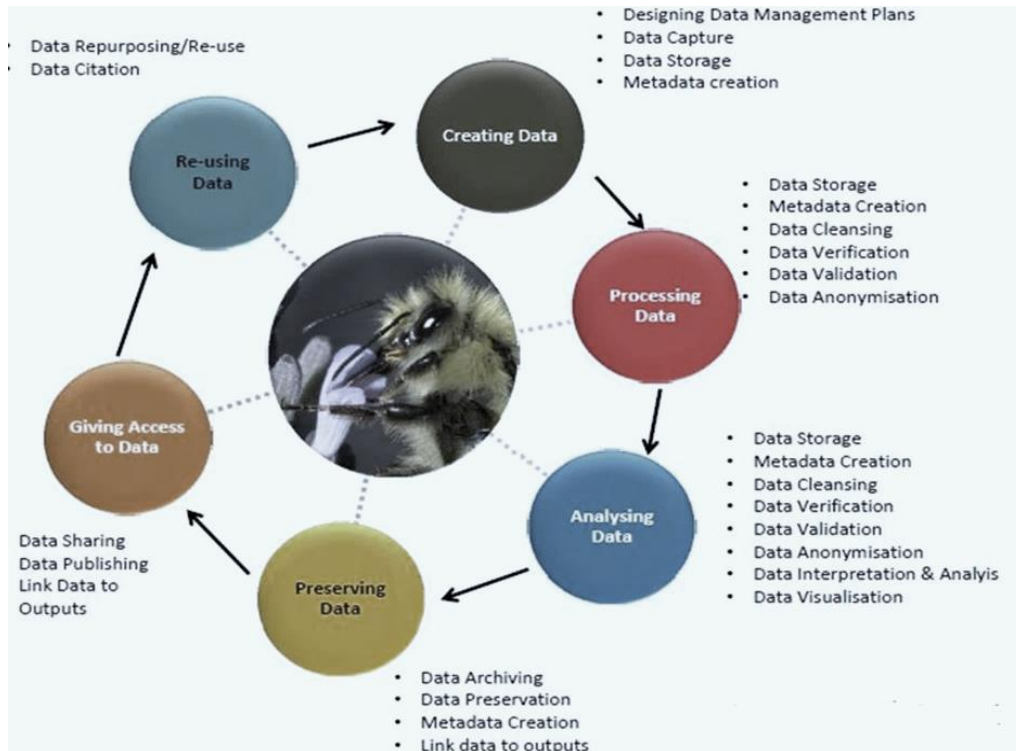 • Designing Data Management Plans
• Data Capture
• Data Storage
• Metadata creation
• Data Repurposing/Re-use
• Data Citation
Creating Data
Re-using
Data
• Data Storage
• Metadata Creation
• Data Cleansing
• Data Verification
• Data Validation
• Data Anonymisation
Processing
Data
Giving Access
to Data
• Data Storage
• Metadata Creation
• Data Cleansing
• Data Verification
• Data Validation
• Data Anonymisation
• Data Interpretation & Analyis
• Data Visualisation
Analysing
Data
Data Sharing
Data Publishing
Link Data to
Outputs
Preserving
Data
• Data Archiving
• Data Preservation
• Metadata Creation
• Link data to outputs